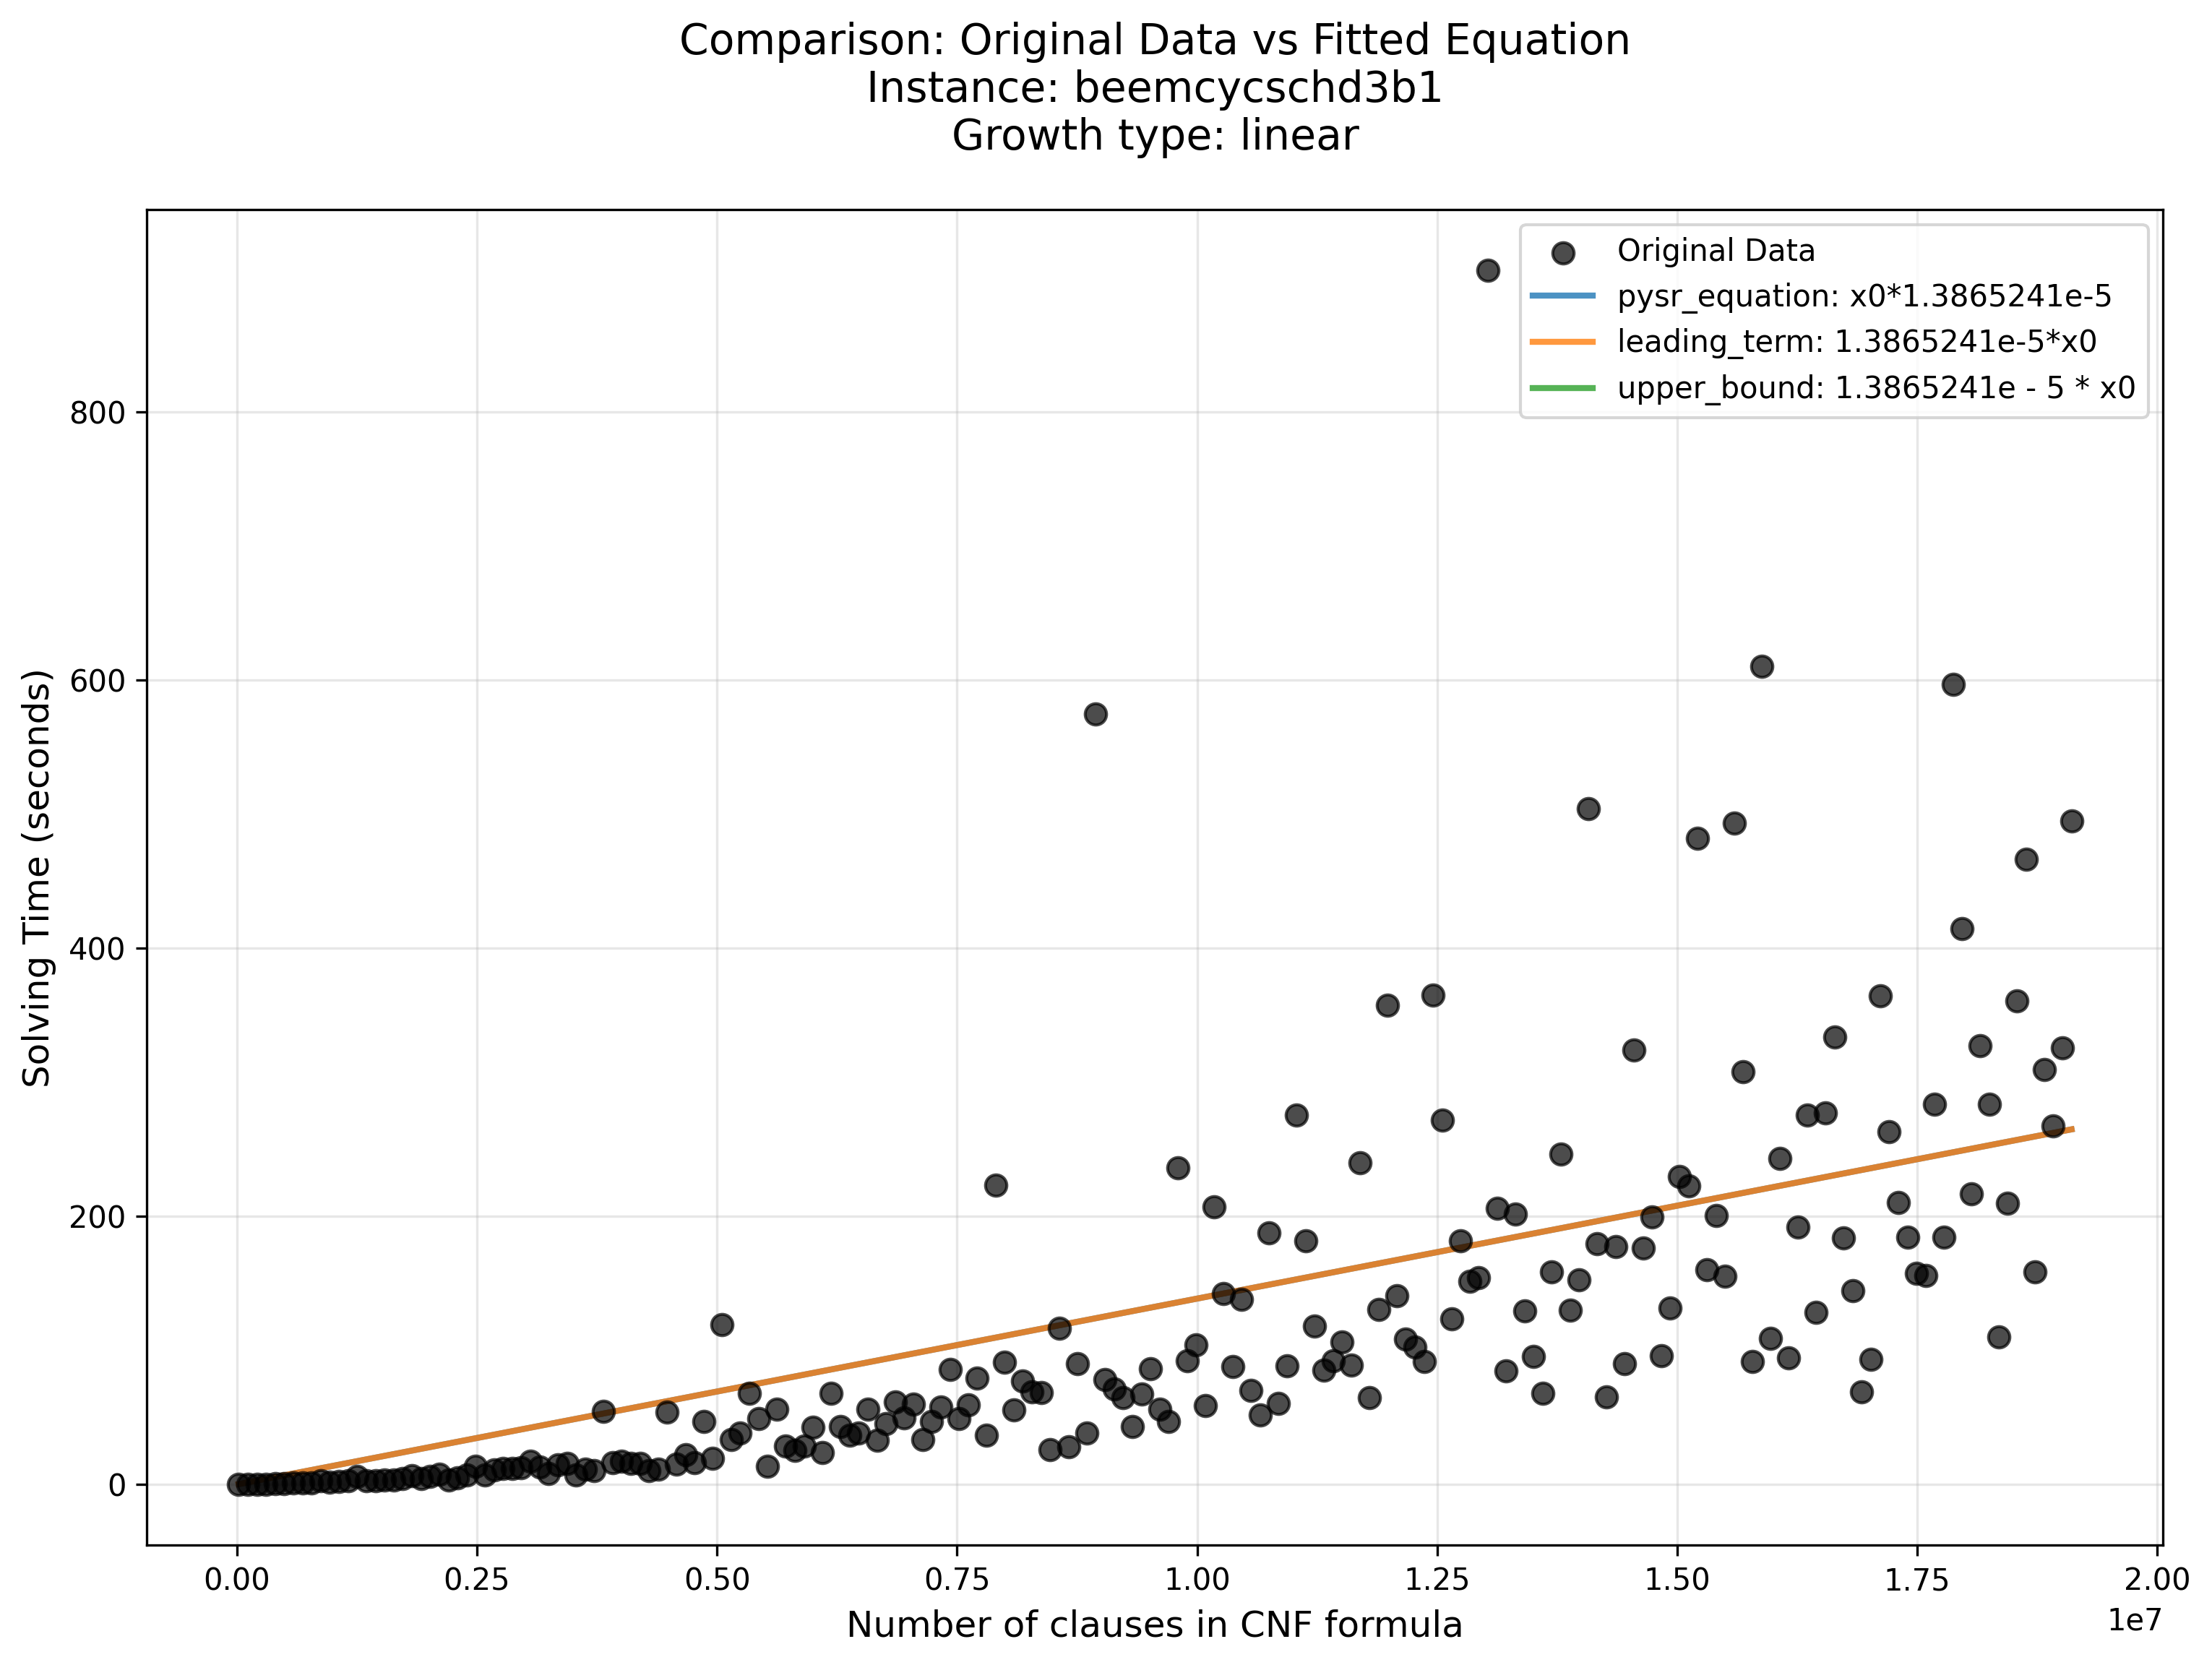 Comparison: Original Data vs Fitted Equation
Instance: beemcycschd3b1
Growth type: linear
Original Data
pysr_equation: x0*1.3865241e-5
leading_term: 1.3865241e-5*x0
upper_bound: 1.3865241e - 5 * x0
800
600
400
200
0
Solving Time (seconds)
0.00 0.25 0.50 0.75 1.00 1.25 1.50 1.75 2.00
1e7
Number of clauses in CNF formula